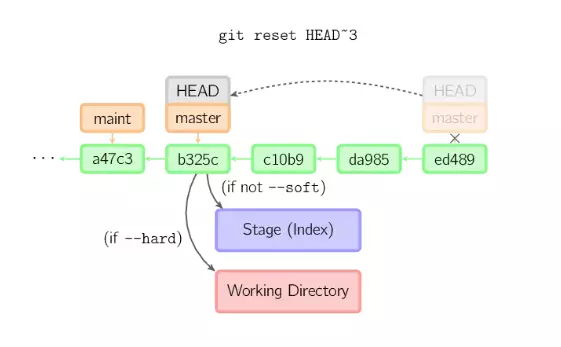 git reset HEAD~3
HEAD
HEAD
maint
master
master
···
a47c3
b325c
c10b9
da985
ed489
(if not --soft)
Stage (Index)
(if --hard)
Working Directory